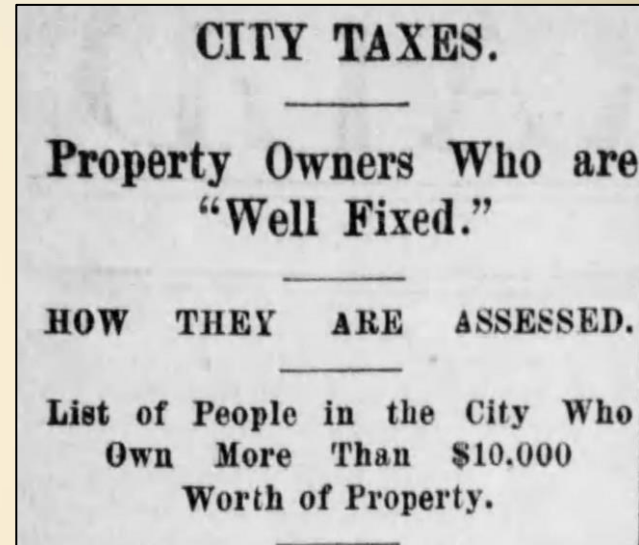 CITY TAXES.
Property Owners Who are
"Well Fixed."
HOW THEY ARE ASSESSED.
List of People in the City Who
Own More Than $10.000
Worth of Property.